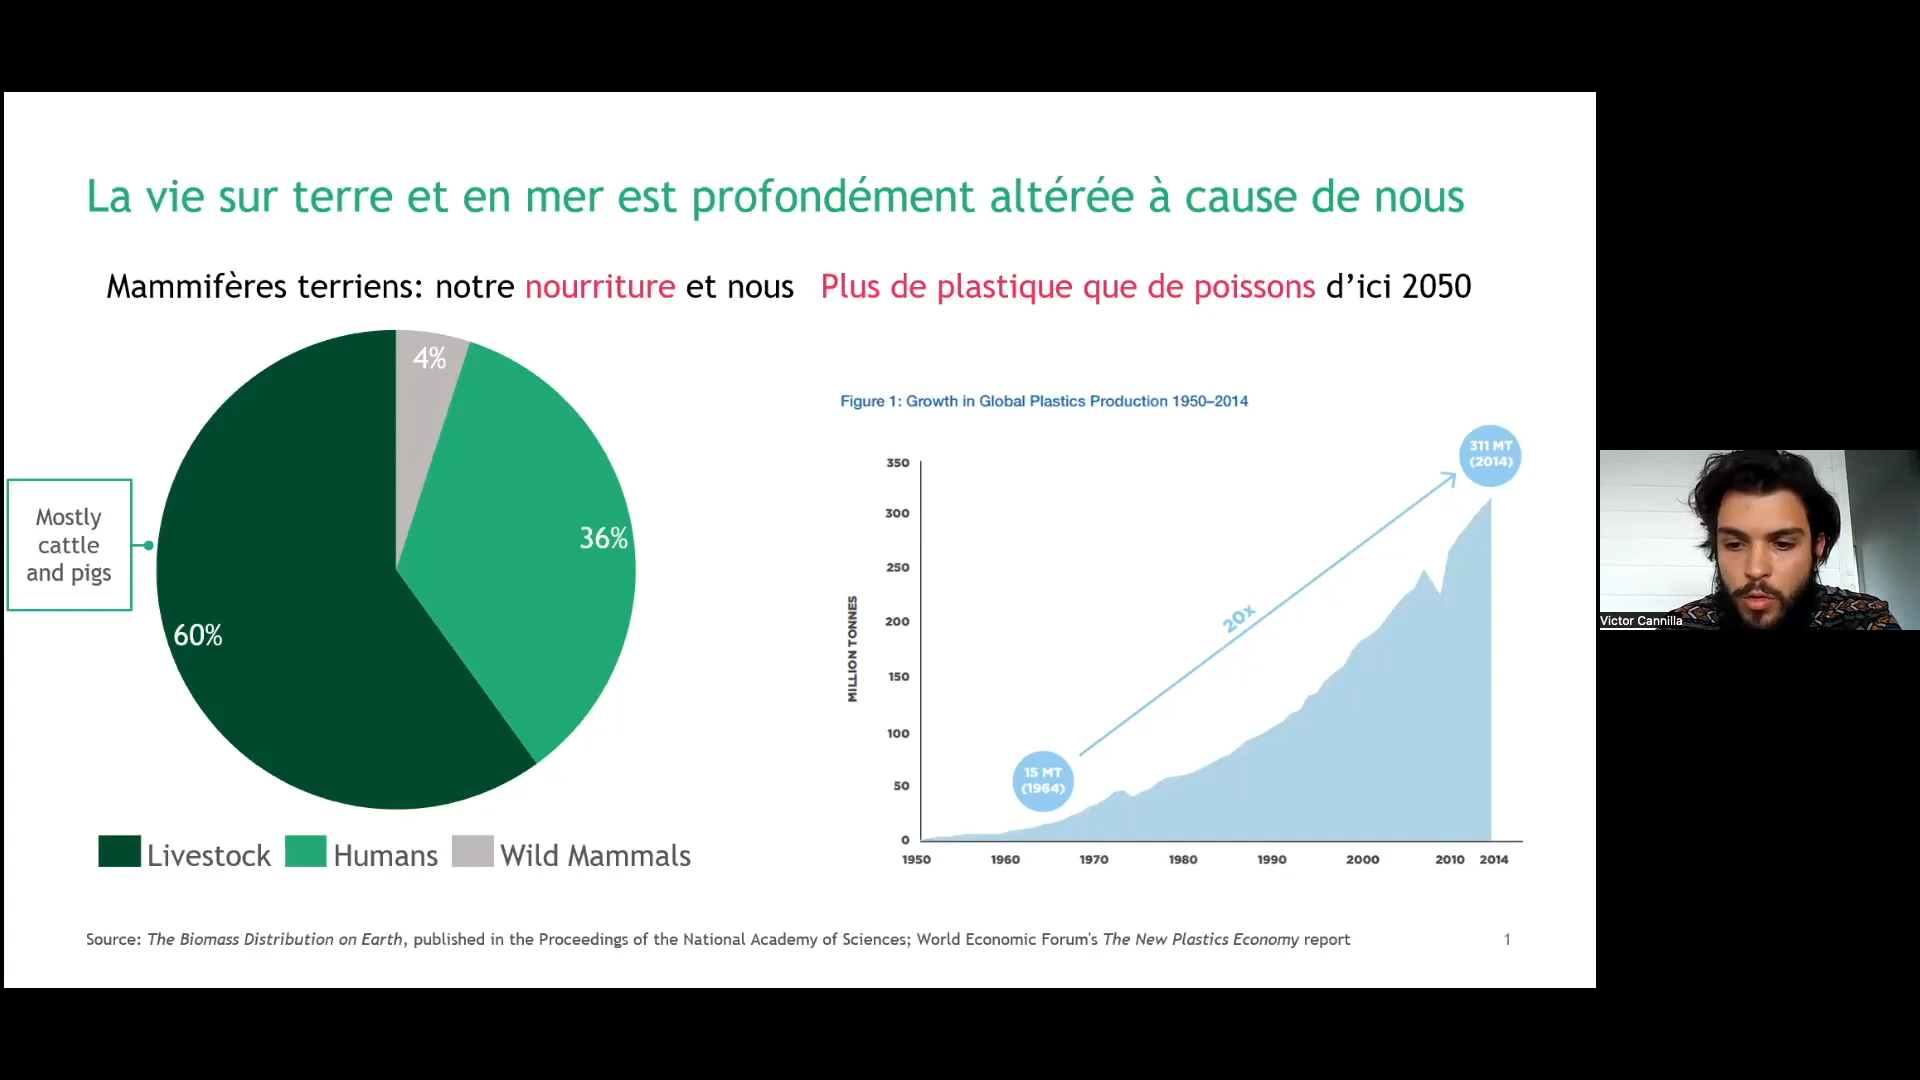 La vie sur terre et en mer est profondément altérée à cause de nous
Mammifères terriens: notre nourriture et nous
4%
36%
60%
Mostly
cattle
and pigs
Livestock
Humans
Wild Mammals
Plus de plastique que de poissons d’ici 2050
Figure 1: Growth in Global Plastics Production 1950–2014
311 MT
(2014)
20x
15 MT
(1964)
MILLION TONNES
350
300
250
200
150
100
50
0
1950 1960 1970 1980 1990 2000 2010 2014
Source: The Biomass Distribution on Earth, published in the Proceedings of the National Academy of Sciences; World Economic Forum's The New Plastics Economy report
1
Victor Cannilla